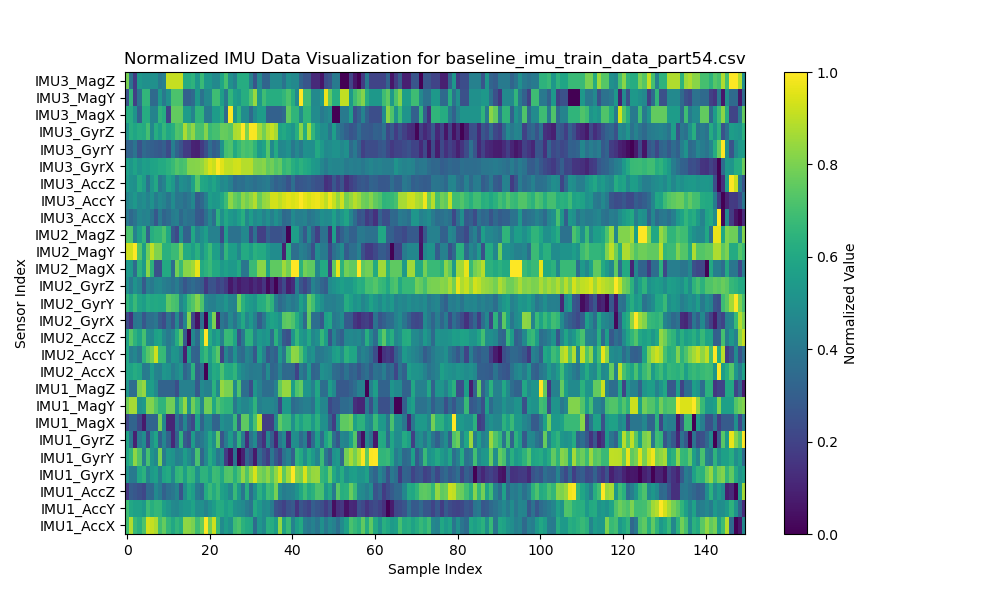 Normalized IMU Data Visualization for baseline_imu_train_data_part54.csv
IMU3_MagZ
IMU3_MagY
IMU3_MagX
IMU3_GyrZ
IMU3_GyrY
IMU3_GyrX
IMU3_AccZ
IMU3_AccY
IMU3_AccX
IMU2_MagZ
IMU2_MagY
IMU2_MagX
IMU2_GyrZ
IMU2_GyrY
IMU2_GyrX
IMU2_AccZ
IMU2_AccY
IMU2_AccX
IMU1_MagZ
IMU1_MagY
IMU1_MagX
IMU1_GyrZ
IMU1_GyrY
IMU1_GyrX
IMU1_AccZ
IMU1_AccY
IMU1_AccX
Sensor Index
0 20 40 60 80 100 120 140
Sample Index
1.0
0.8
0.6
0.4
0.2
0.0
Normalized Value